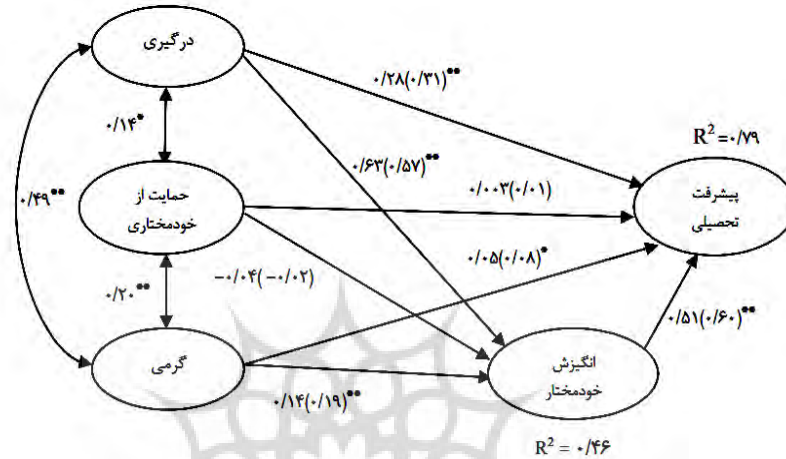 درگیری
۰/۲۸(۰/۳۱)**
۰/۱۴*
R² =۰/۷۹
۰/۶۳(۰/۵۷)**
۰/۴۹**
حمایت از
خودمختاری
۰/۰۰۳(۰/۰۱)
پیشرفت
تحصیلی
۰/۰۵(۰/۰۸)*
۰/۲۰**
-۰/۰۴(-۰/۰۲)
۰/۵۱(۰/۶۰)**
گرمی
انگیزش
خودمختار
۰/۱۴(۰/۱۹)**
R² = ۰/۴۶